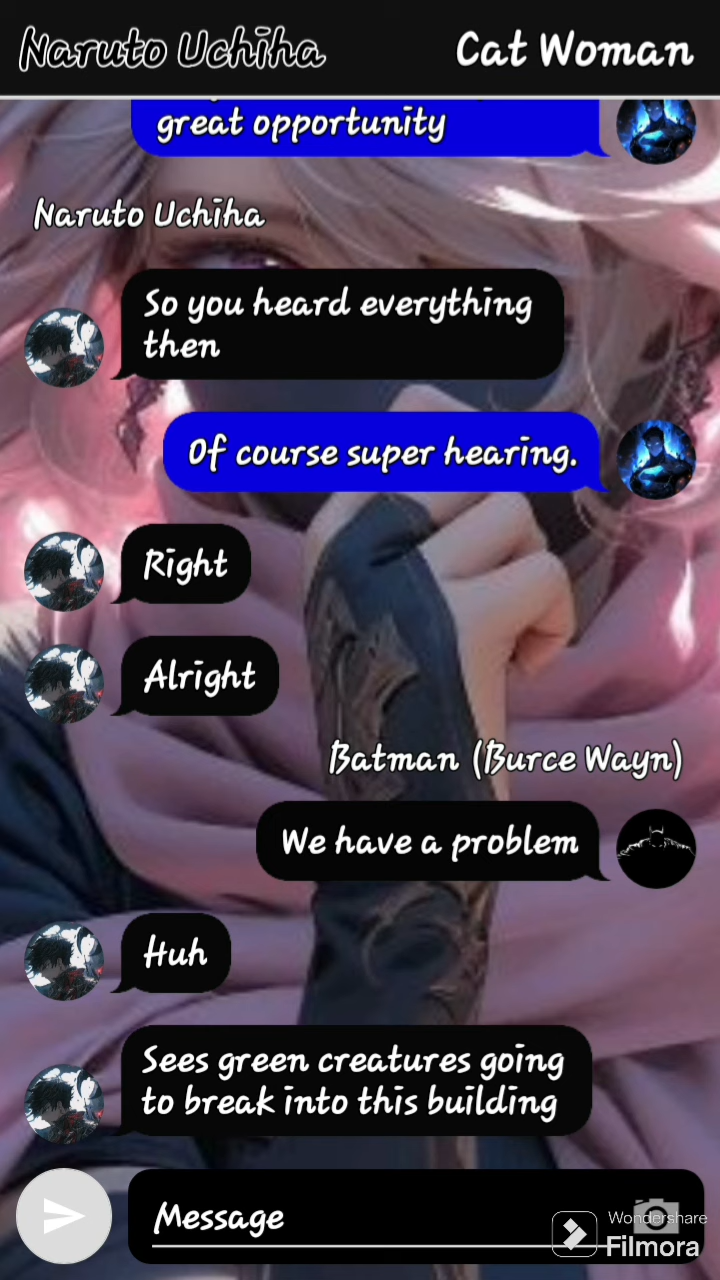 Naruto Uchiha
Cat Woman
great opportunity
Naruto Uchiha
So you heard everything
then
Of course super hearing.
Right
Alright
Batman (Burce Wayn)
We have a problem
Huh
Sees green creatures going
to break into this building
Message
Wondershare
Filmora